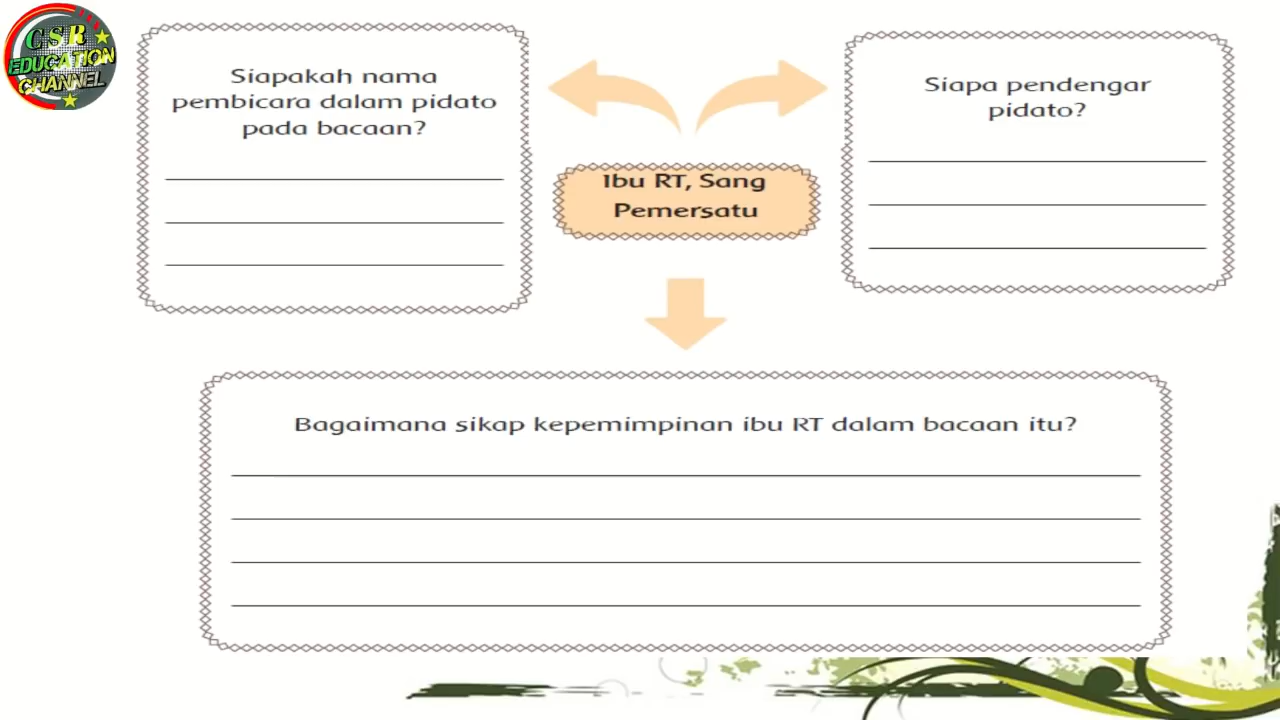 CSR
EDUCATION
CHANNEL
Siapakah nama
pembicara dalam pidato
pada bacaan?
Ibu RT, Sang
Pemersatu
Siapa pendengar
pidato?
Bagaimana sikap kepemimpinan ibu RT dalam bacaan itu?